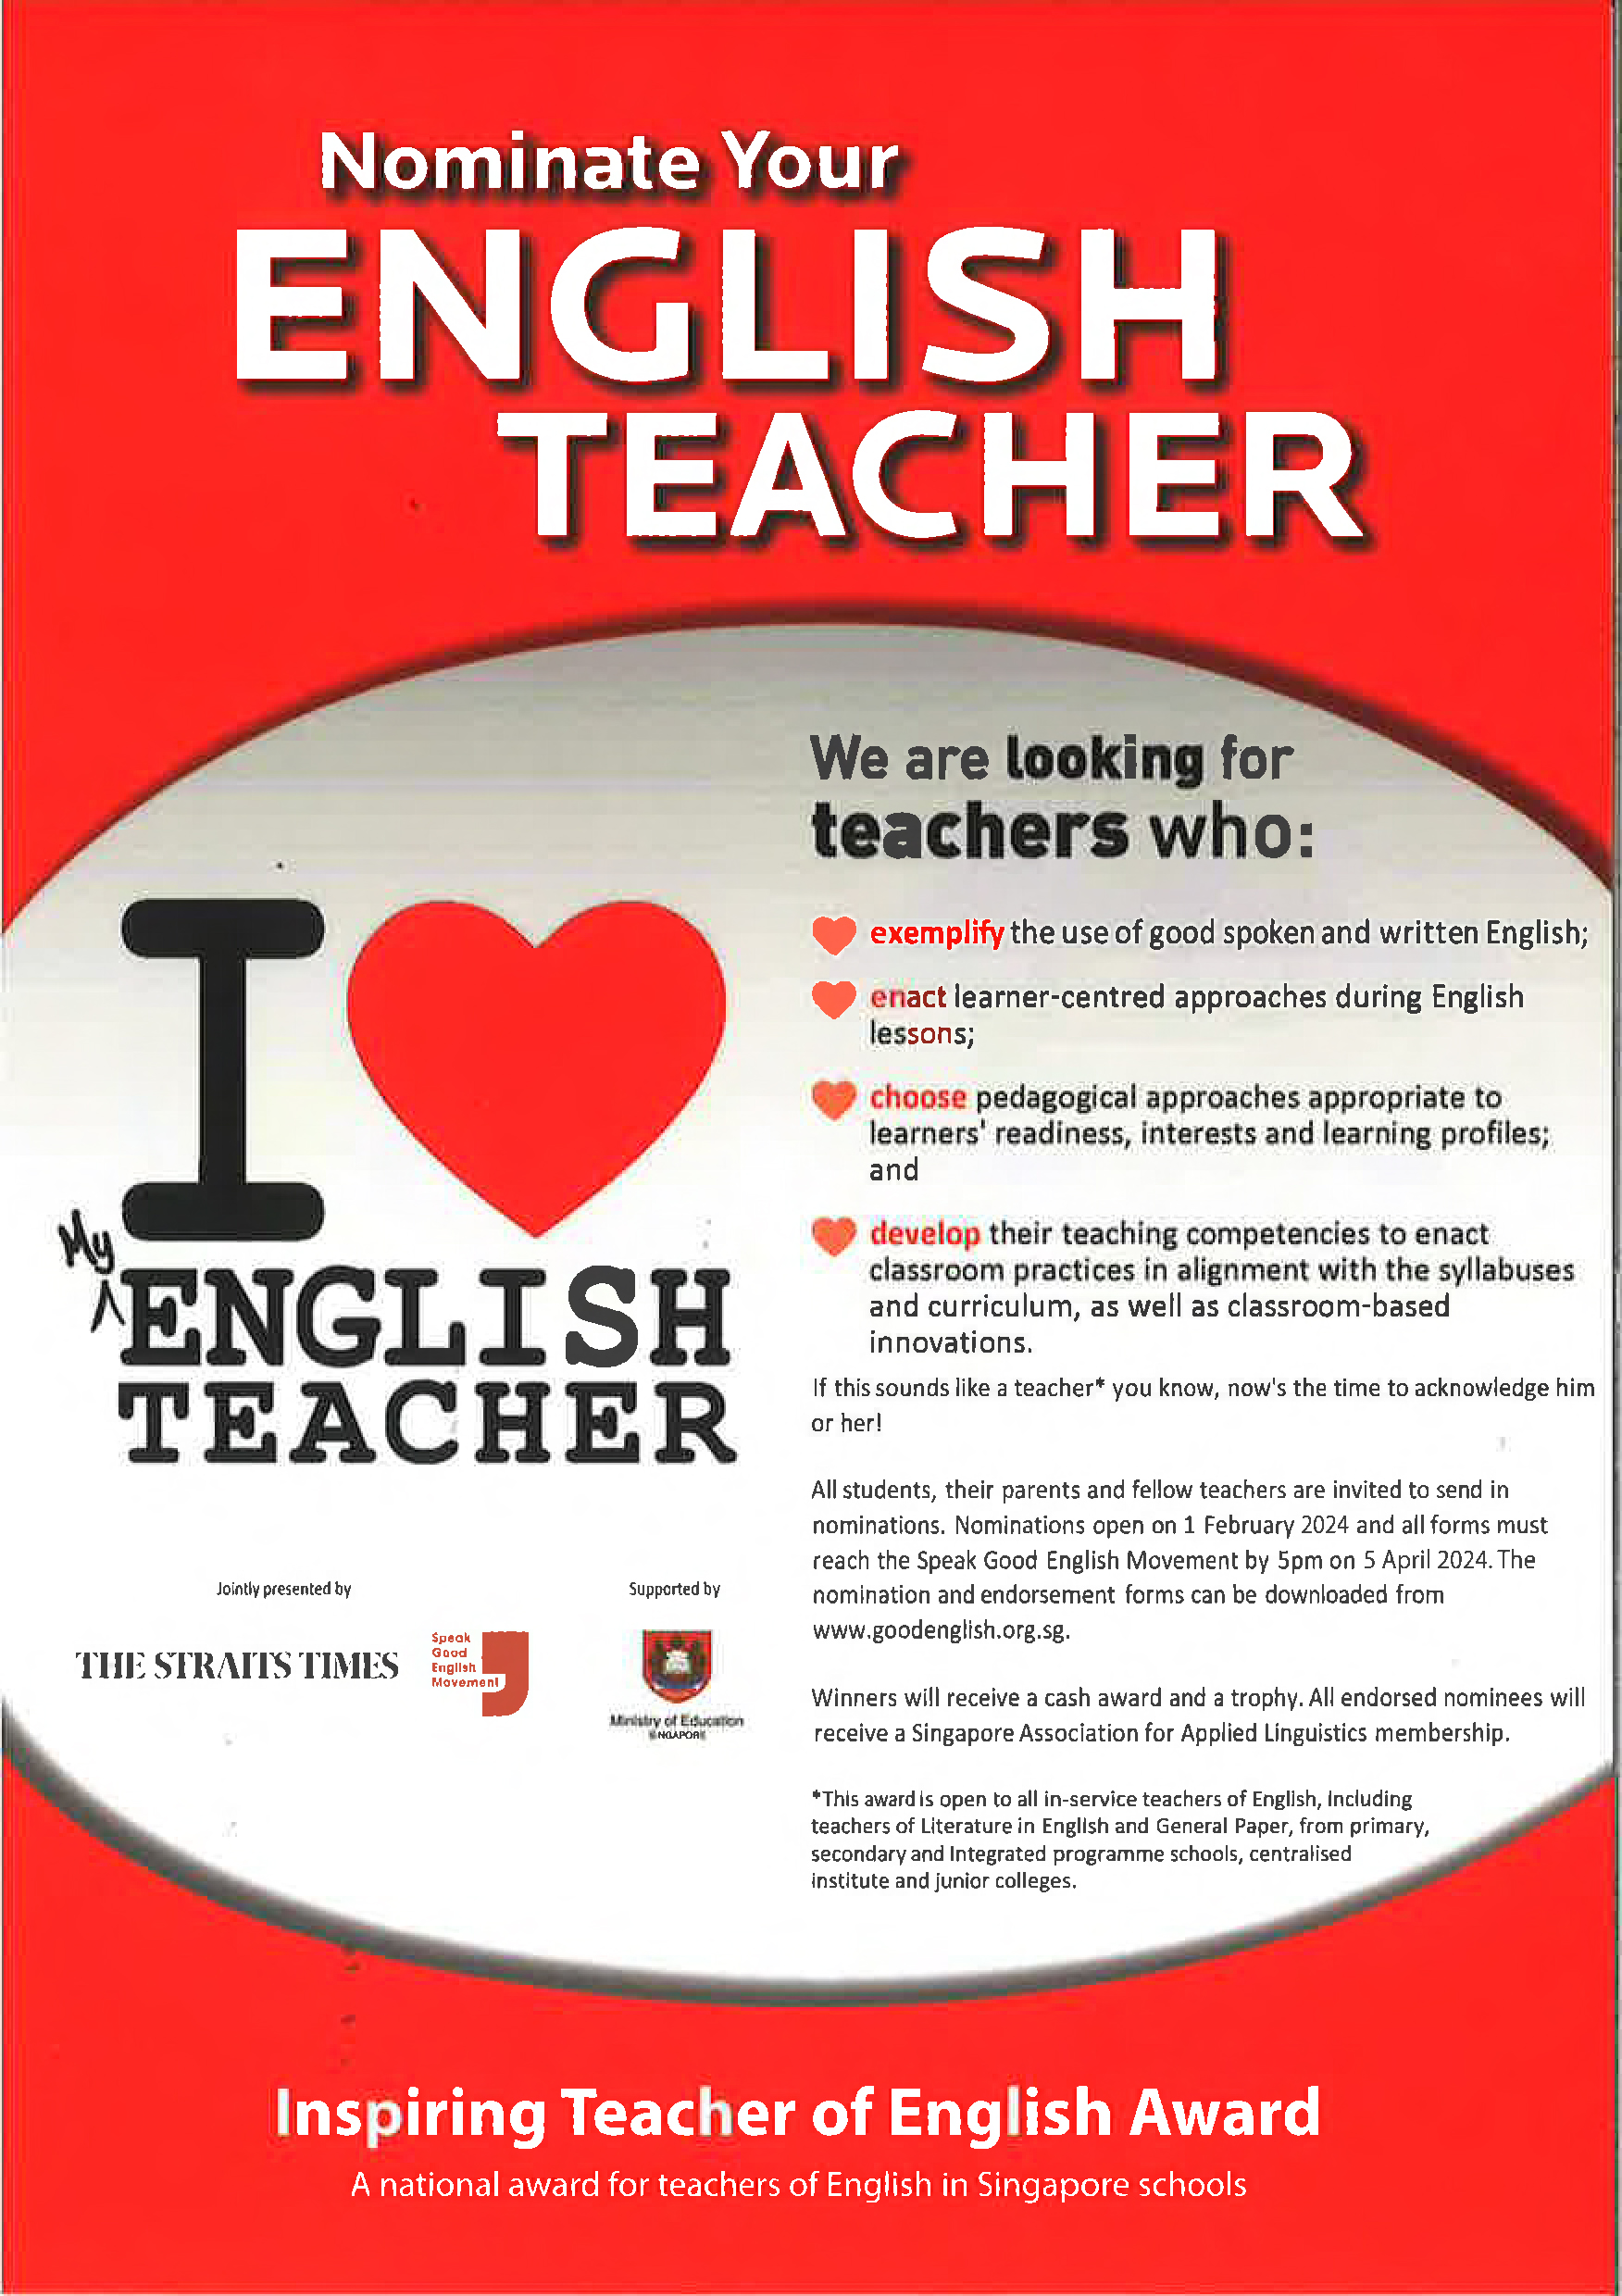 Nominate Your
ENGLISH
TEACHER
We are looking for
teachers who:
exemplify the use of good spoken and written English;
enact learner-centred approaches during English
lessons;
choose pedagogical approaches appropriate to
learners' readiness, interests and learning profiles;
and
develop their teaching competencies to enact
classroom practices in alignment with the syllabuses
and curriculum, as well as classroom-based
innovations.
If this sounds like a teacher* you know, now's the time to acknowledge him
or her!
All students, their parents and fellow teachers are invited to send in
nominations. Nominations open on 1 February 2024 and all forms must
reach the Speak Good English Movement by 5pm on 5 April 2024. The
nomination and endorsement forms can be downloaded from
www.goodenglish.org.sg.
Winners will receive a cash award and a trophy. All endorsed nominees will
receive a Singapore Association for Applied Linguistics membership.
*This award is open to all in-service teachers of English, including
teachers of Literature in English and General Paper, from primary,
secondary and Integrated programme schools, centralised
institute and junior colleges.
I
My
ENGLISH
TEACHER
Jointly presented by
THE STRAITS TIMES
Speak
Good
English
Movement
Supported by
Ministry of Education
SINGAPORE
Inspiring Teacher of English Award
A national award for teachers of English in Singapore schools